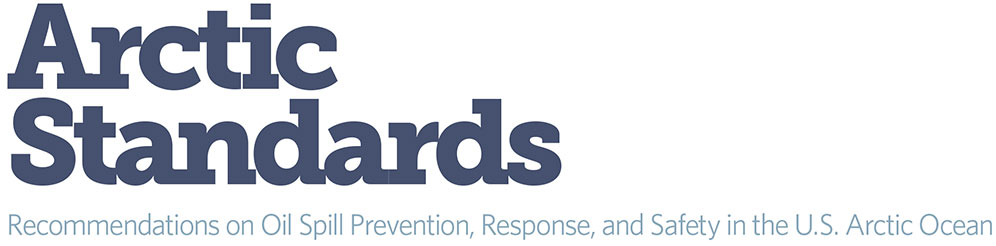 Arctic
Standards
Recommendations on Oil Spill Prevention, Response, and Safety in the U.S. Arctic Ocean